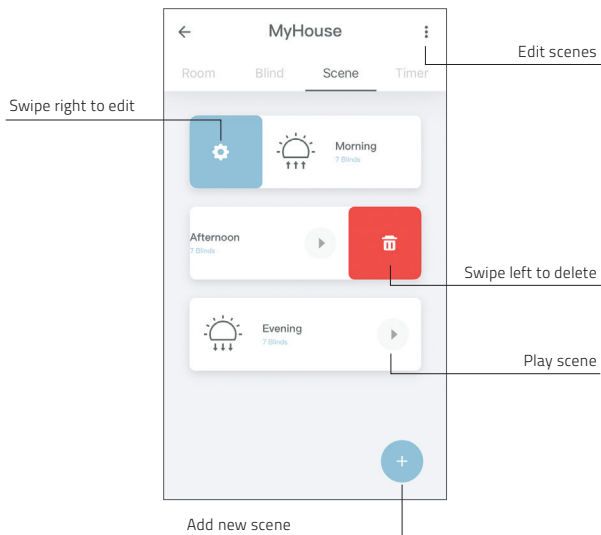 MyHouse
Edit scenes
Room Blind Scene Timer
Swipe right to edit
Morning
7 Blinds
Afternoon
7 Blinds
Swipe left to delete
Evening
7 Blinds
Play scene
Add new scene